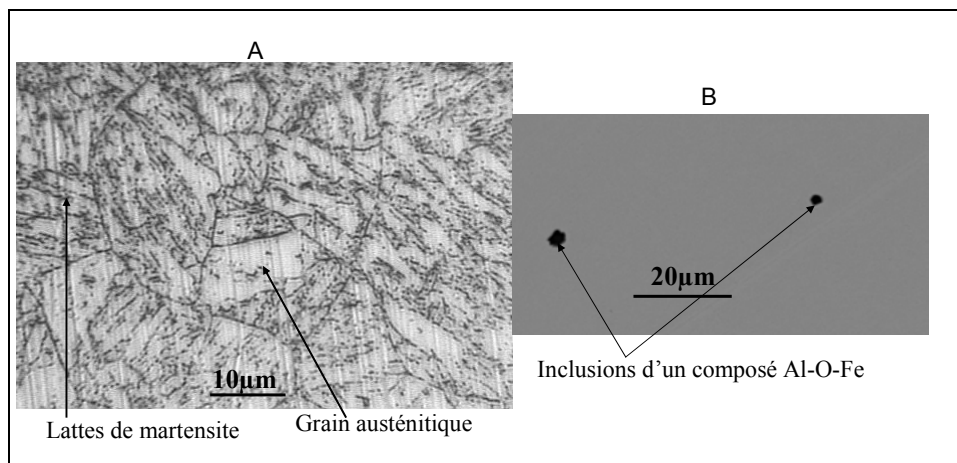 A
B
10µm
20µm
Lattes de martensite
Grain austénitique
Inclusions d'un composé Al-O-Fe